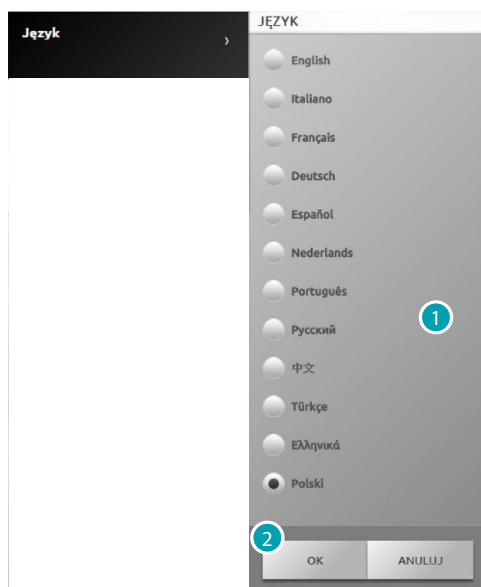 Język
›
JĘZYK
English
Italiano
Français
Deutsch
Español
Nederlands
Português
Русский
中文
Türkçe
Ελληνικά
Polski
1
2
OK ANULUJ